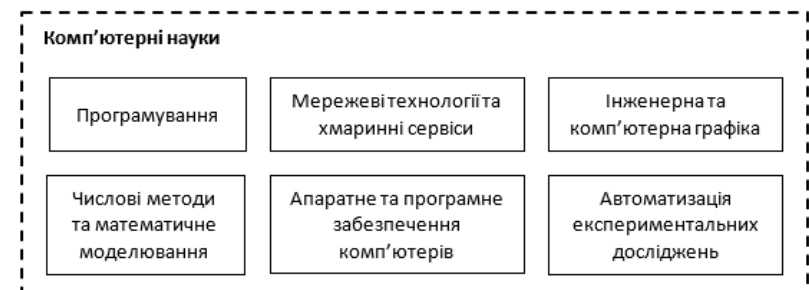 Комп’ютерні науки
Програмування
Мережеві технології та
хмаринні сервіси
Інженерна та
комп’ютерна графіка
Числові методи
та математичне
моделювання
Апаратне та програмне
забезпечення
комп’ютерів
Автоматизація
експериментальних
досліджень